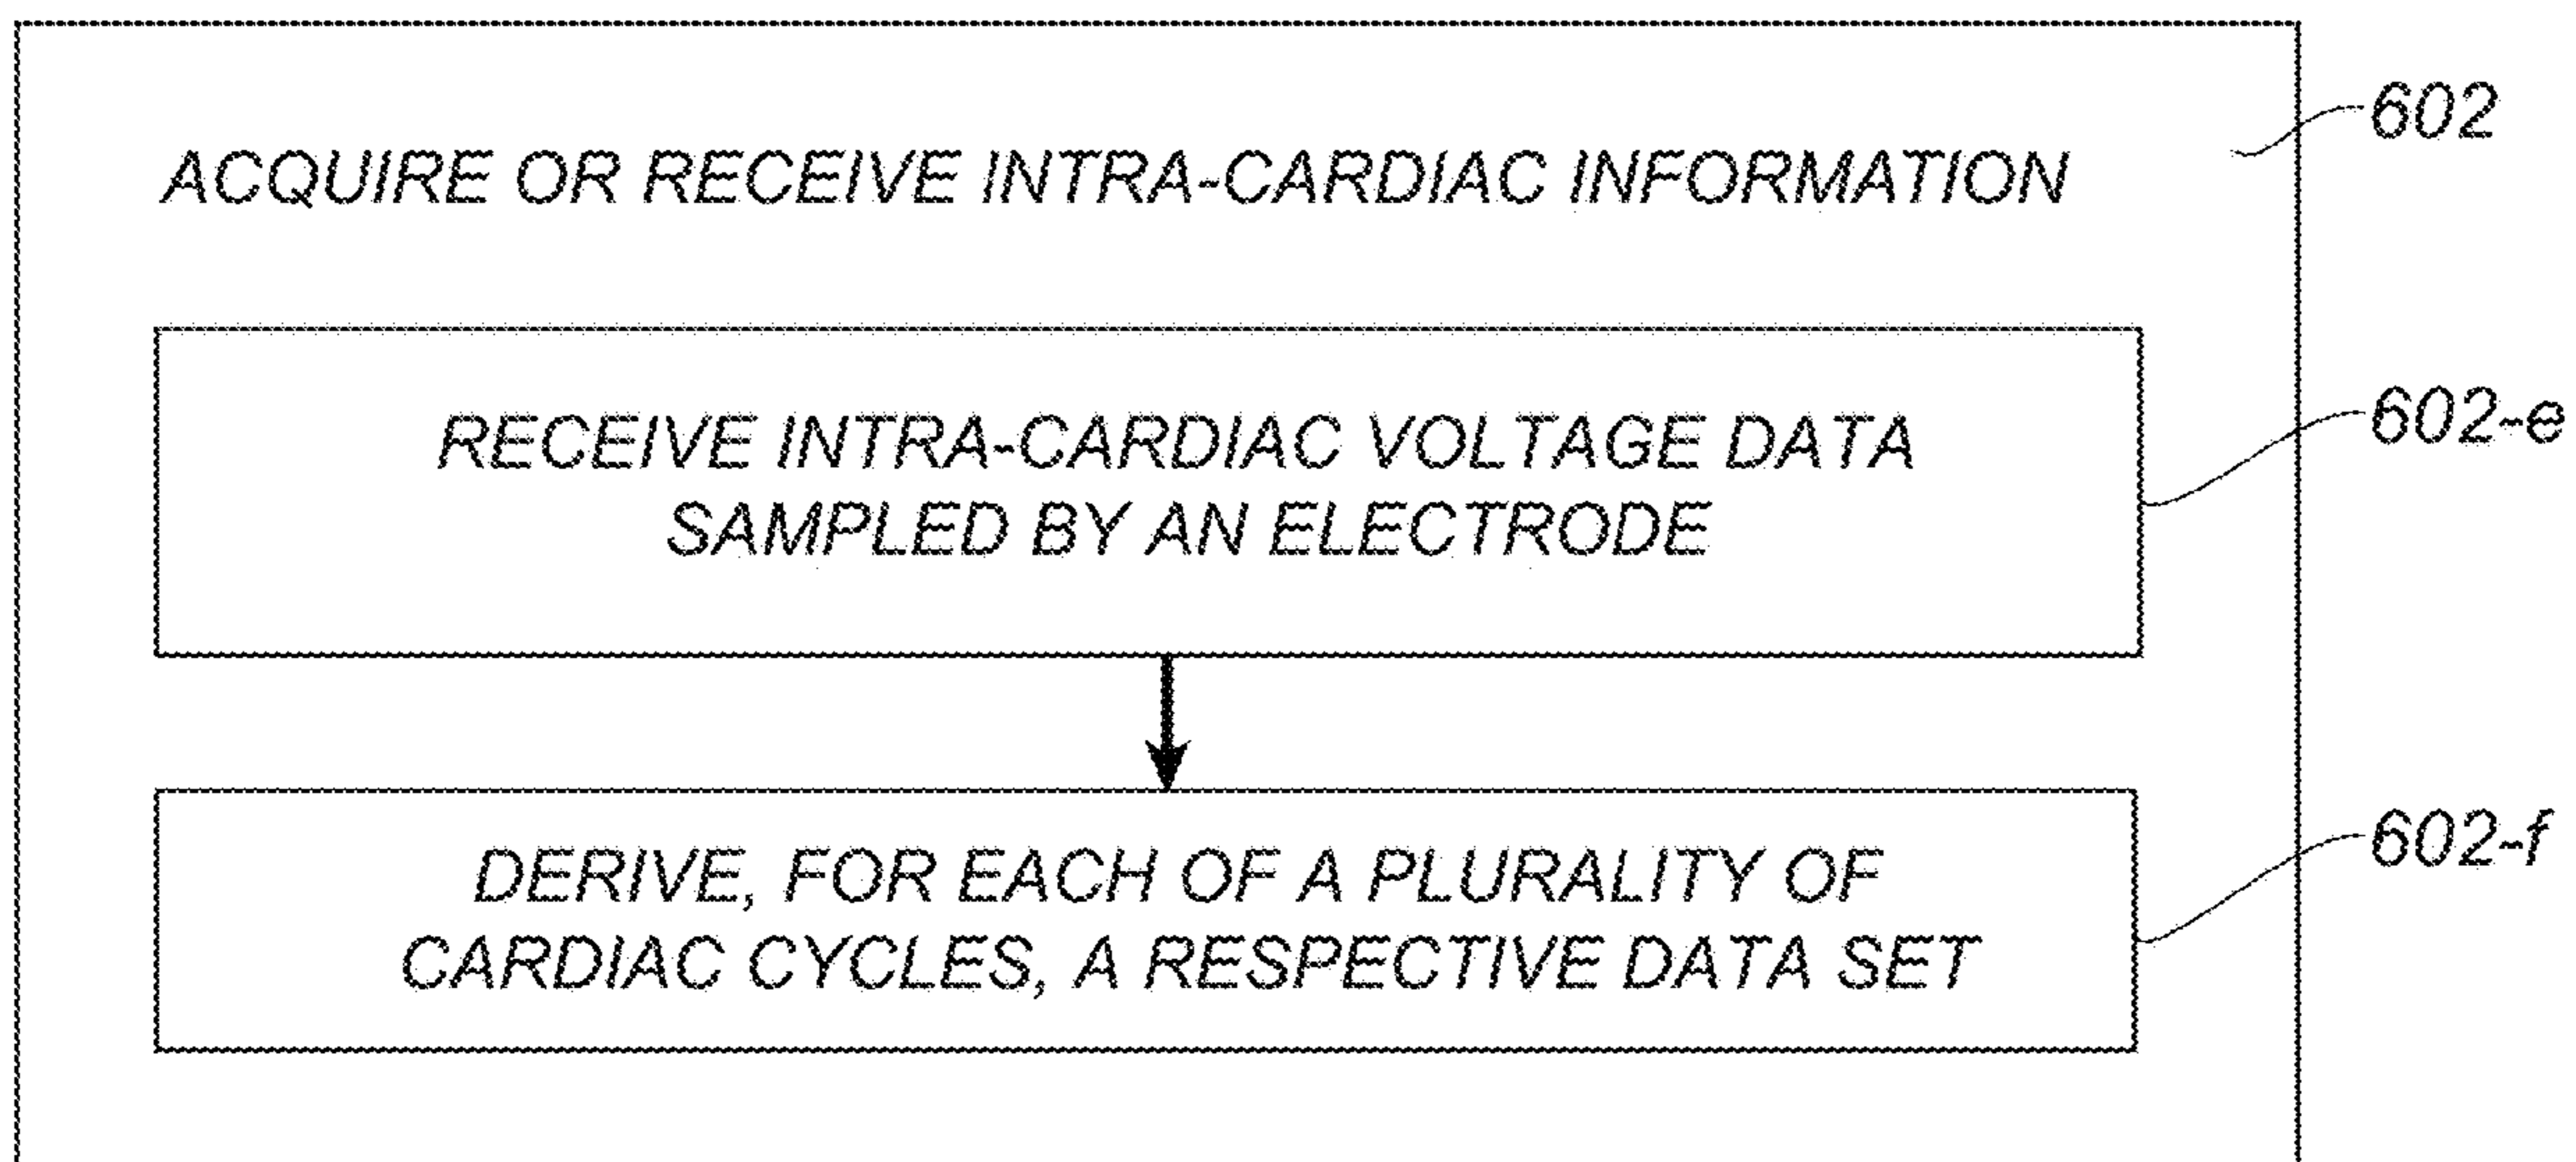 602
ACQUIRE OR RECEIVE INTRA-CARDIAC INFORMATION
602-e
RECEIVE INTRA-CARDIAC VOLTAGE DATA
SAMPLED BY AN ELECTRODE
602-f
DERIVE, FOR EACH OF A PLURALITY OF
CARDIAC CYCLES, A RESPECTIVE DATA SET